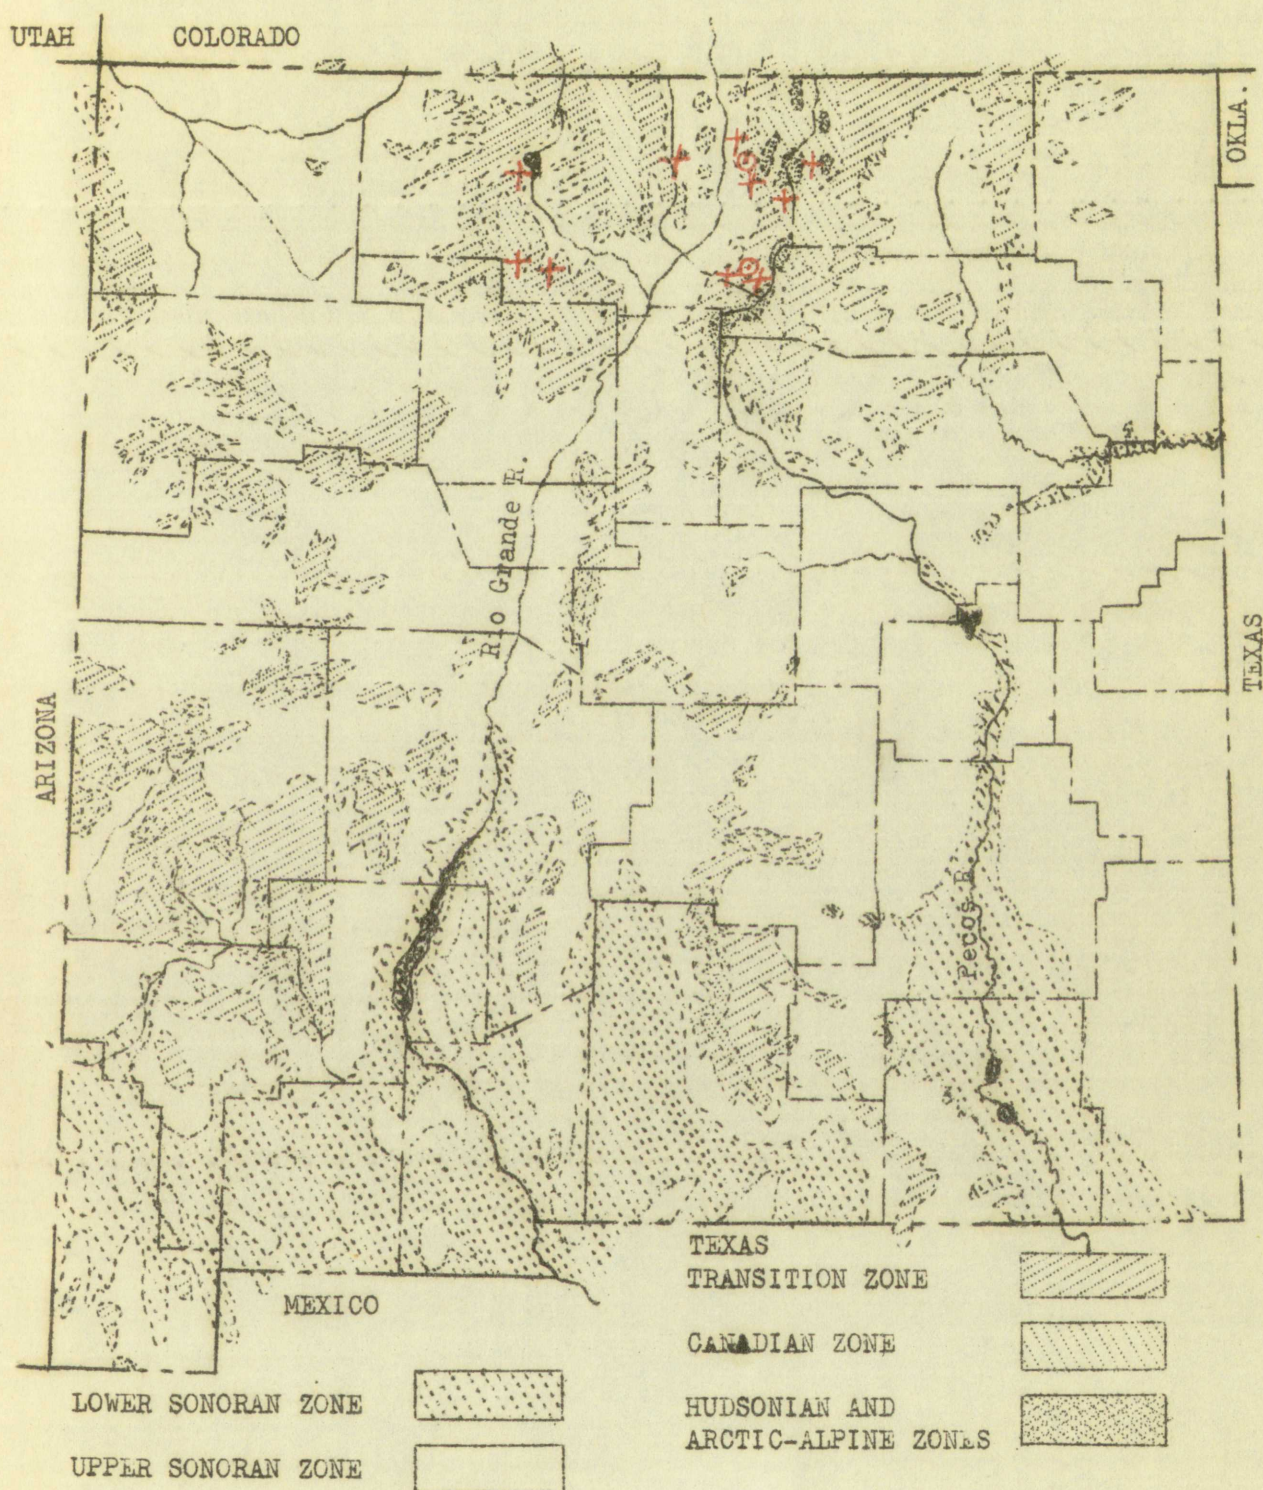 UTAH
COLORADO
OKLA.
Rio Grande R.
ARIZONA
TEXAS
Pecos R.
MEXICO
TEXAS
TRANSITION ZONE
CANADIAN ZONE
HUDSONIAN AND
ARCTIC-ALPINE ZONES
LOWER SONORAN ZONE
UPPER SONORAN ZONE